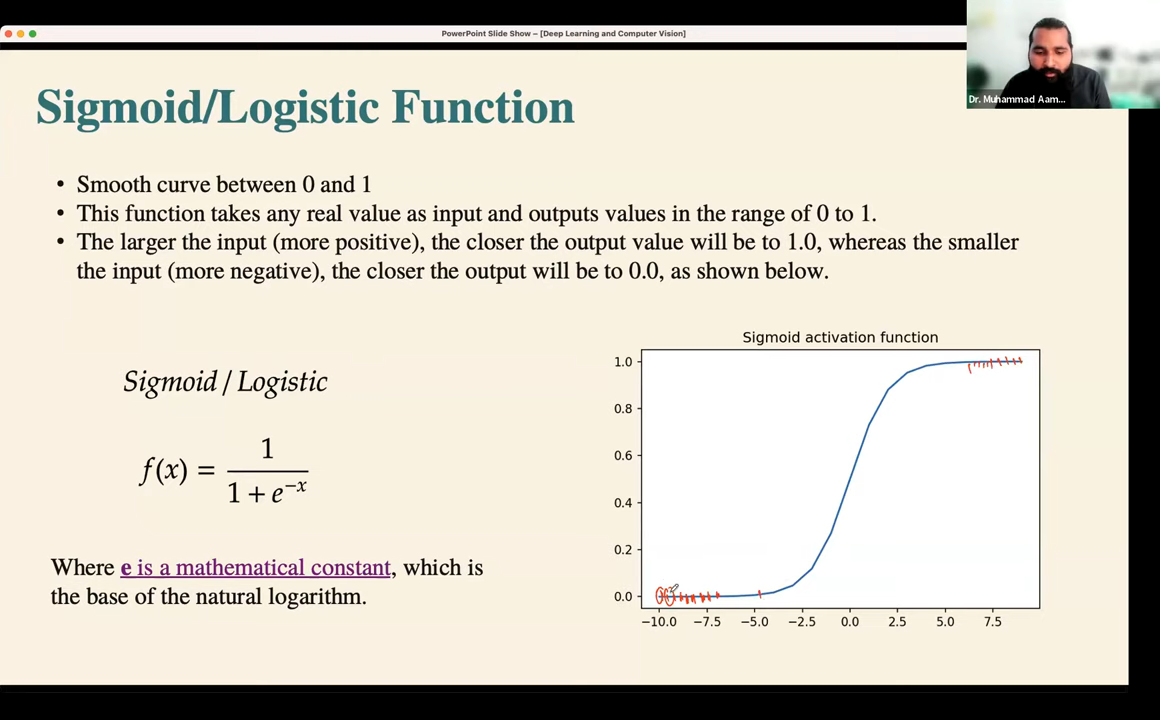 PowerPoint Slide Show – [Deep Learning and Computer Vision]
Dr. Muhammad Aam...
Sigmoid/Logistic Function
• Smooth curve between 0 and 1
• This function takes any real value as input and outputs values in the range of 0 to 1.
• The larger the input (more positive), the closer the output value will be to 1.0, whereas the smaller
the input (more negative), the closer the output will be to 0.0, as shown below.
Sigmoid / Logistic
f(x) = 1 / (1 + e^−x)
Where e is a mathematical constant, which is
the base of the natural logarithm.
Sigmoid activation function
1.0
0.8
0.6
0.4
0.2
0.0
−10.0 −7.5 −5.0 −2.5 0.0 2.5 5.0 7.5